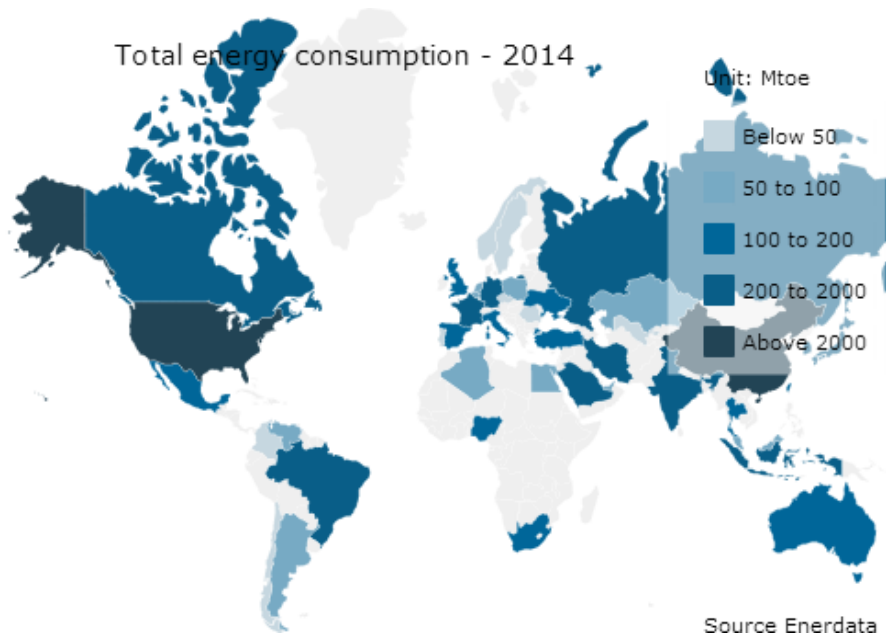 Total energy consumption - 2014
Unit: Mtoe
Below 50
50 to 100
100 to 200
200 to 2000
Above 2000
Source Enerdata